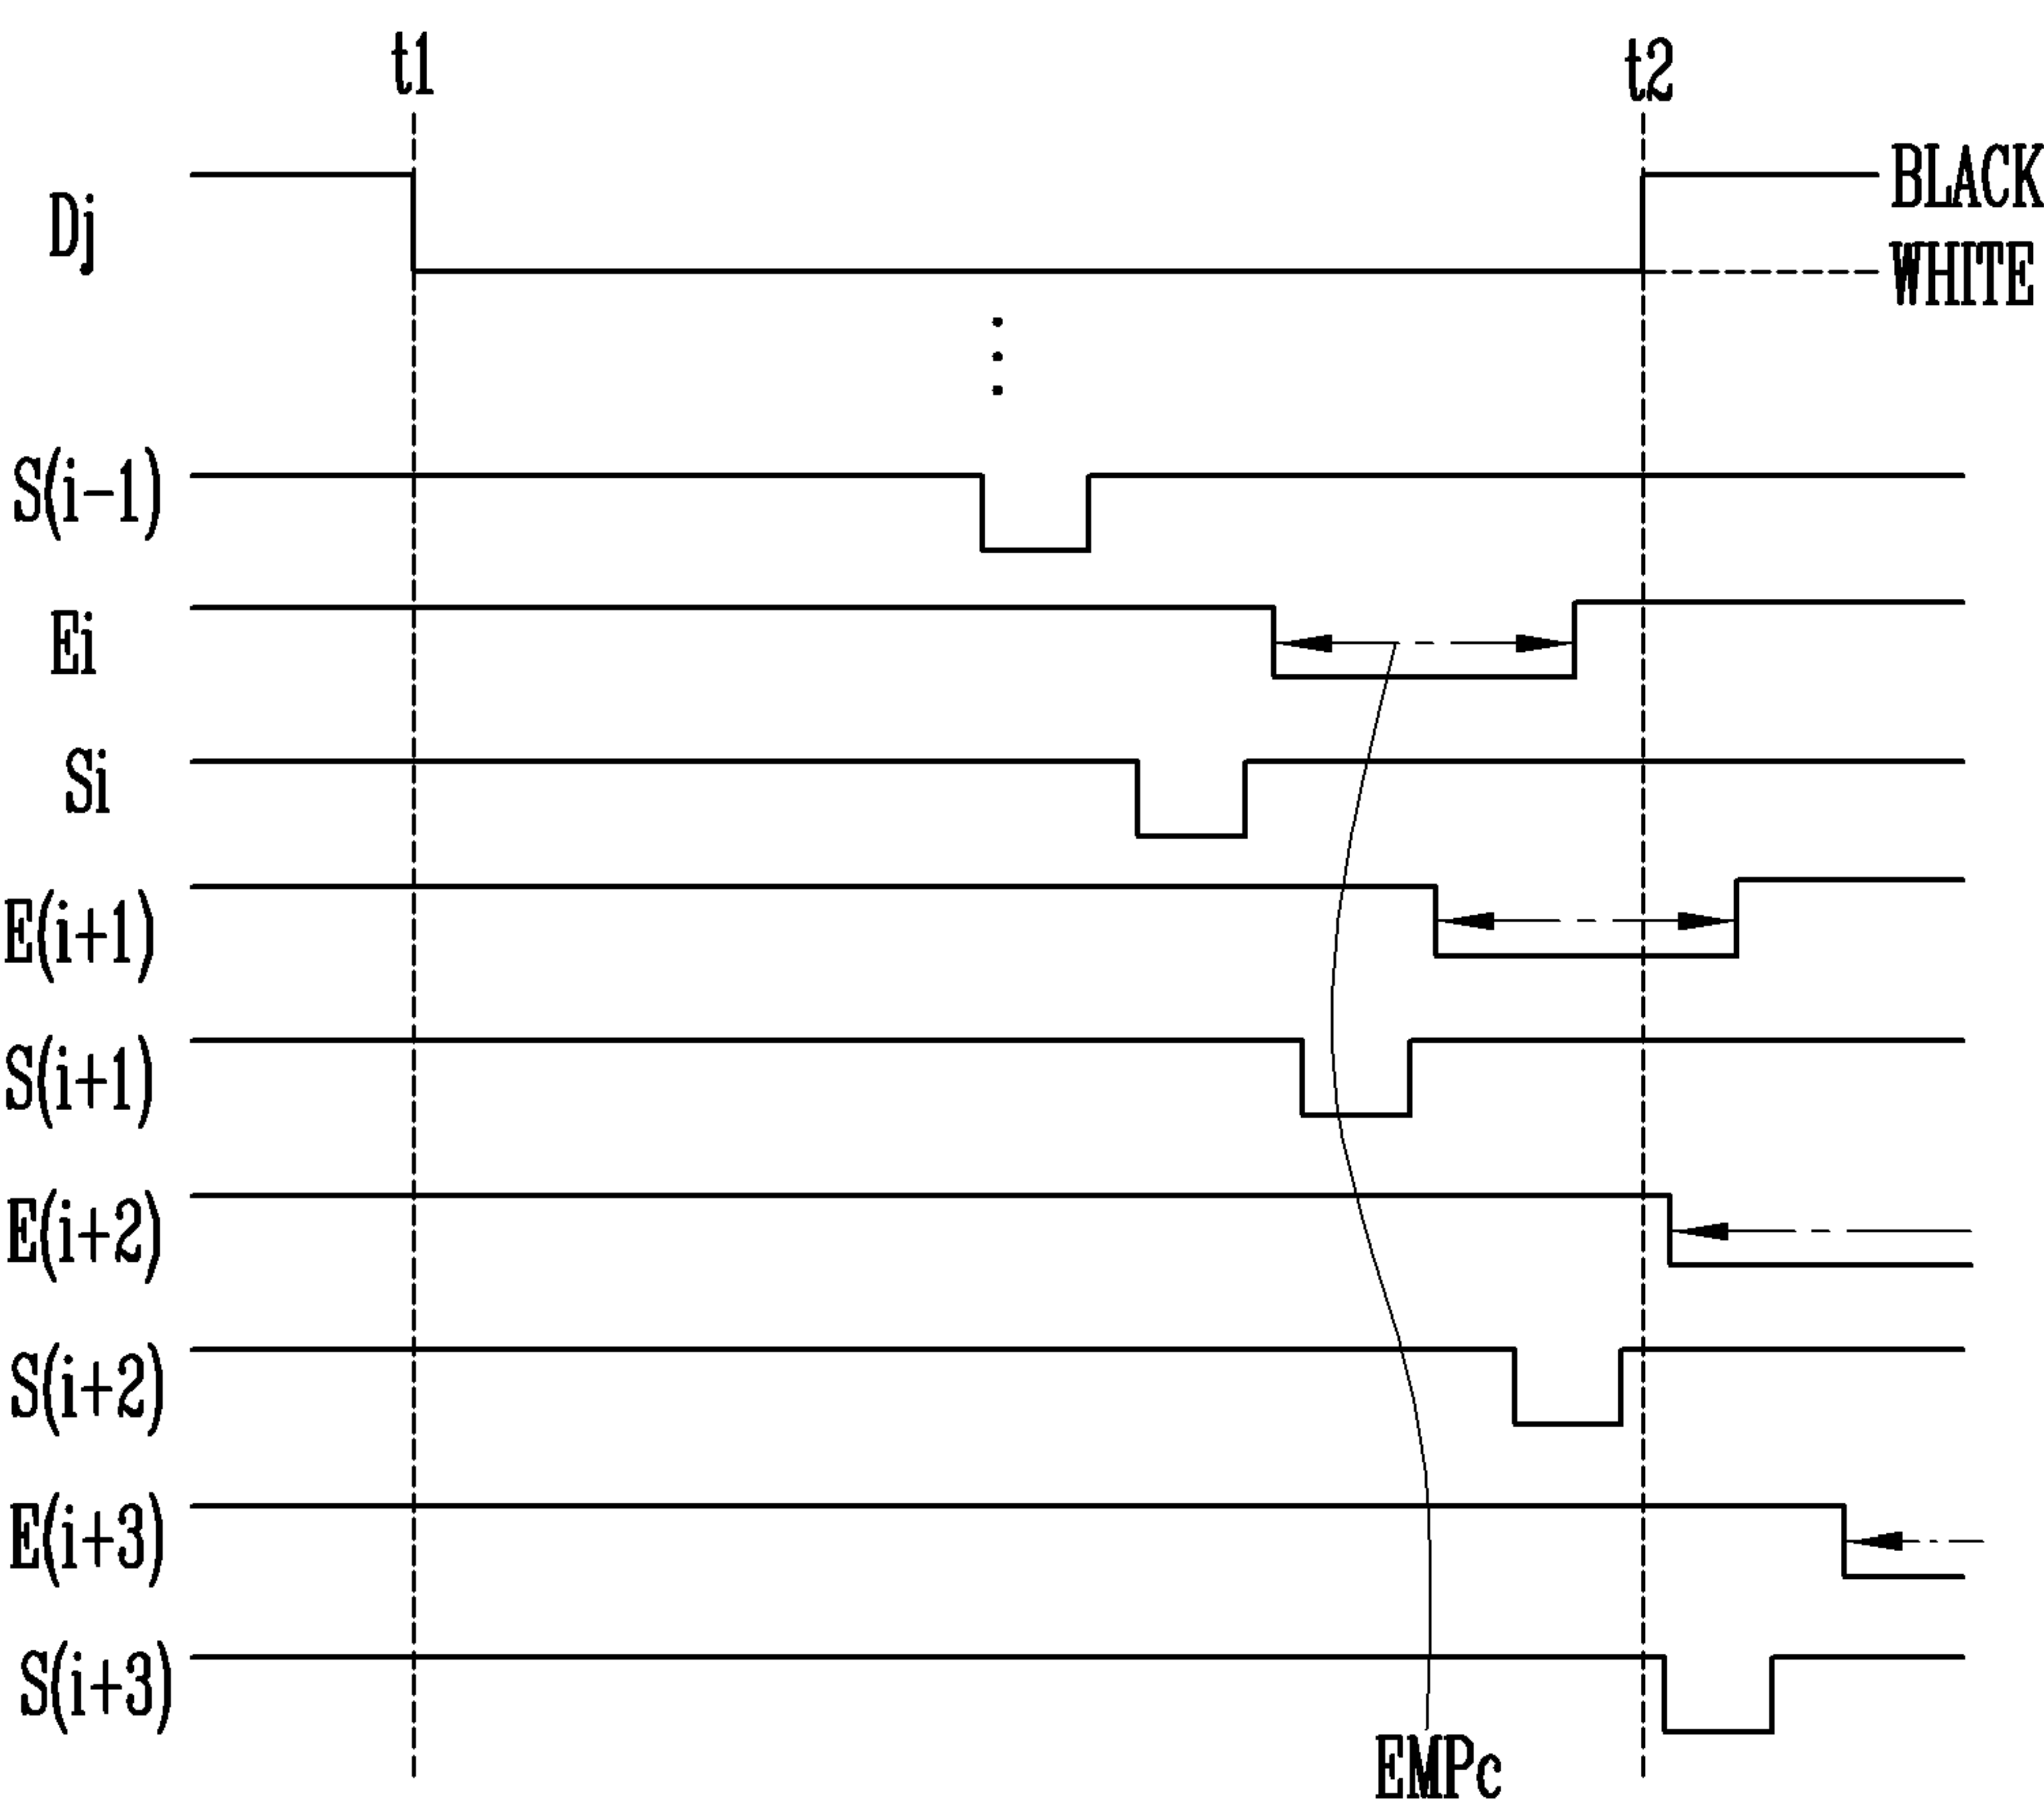 t1
t2
BLACK
Dj
WHITE
S(i-1)
Ei
Si
E(i+1)
S(i+1)
E(i+2)
S(i+2)
E(i+3)
S(i+3)
EMPc